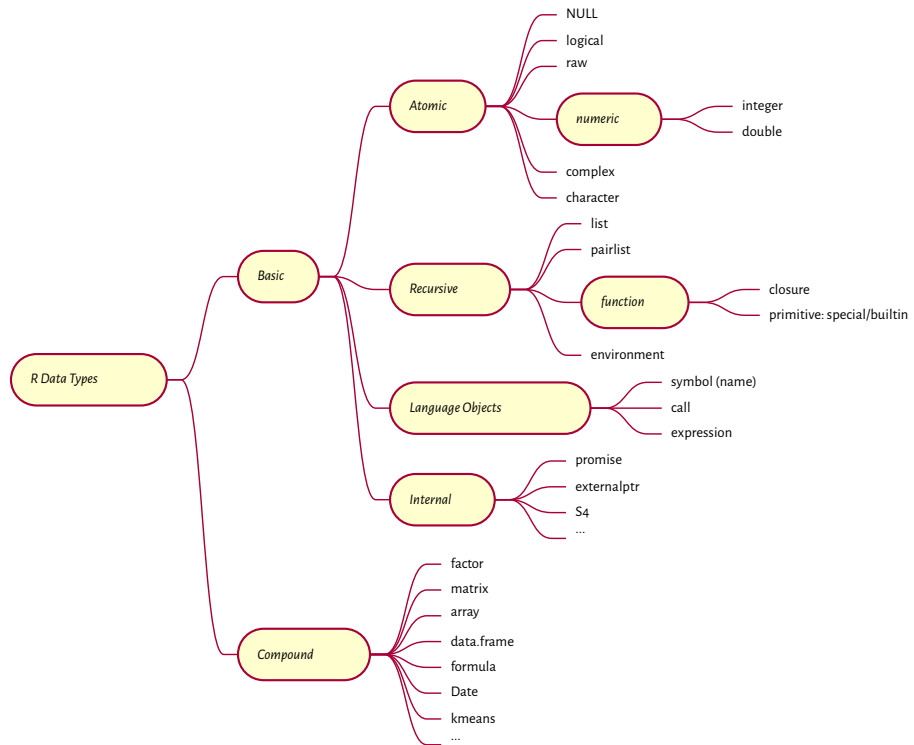 NULL
logical
raw
Atomic
numeric
integer
double
complex
character
list
pairlist
Basic
Recursive
function
closure
primitive: special/builtin
environment
R Data Types
symbol (name)
Language Objects
call
expression
promise
externalptr
Internal
S4
...
factor
matrix
array
data.frame
Compound
formula
Date
kmeans
...